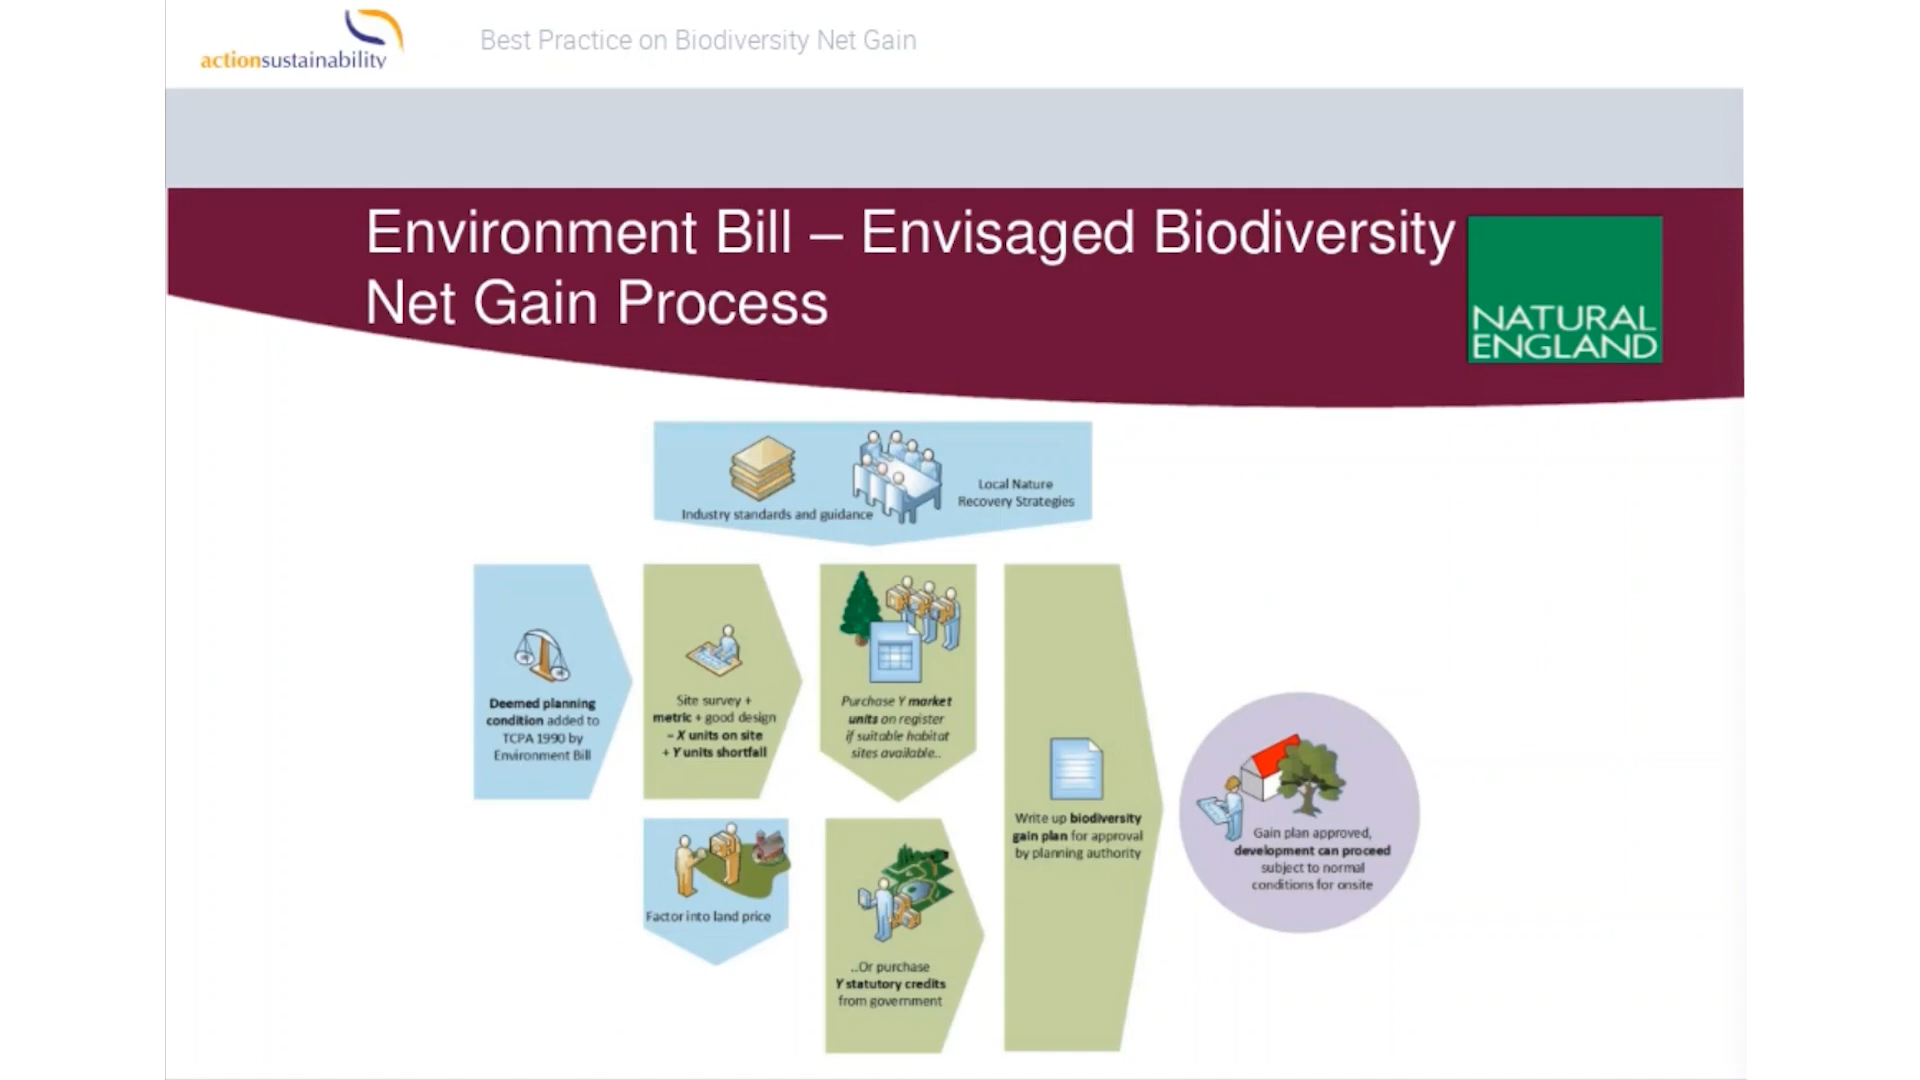 actionsustainability
Best Practice on Biodiversity Net Gain
Environment Bill – Envisaged Biodiversity
Net Gain Process
NATURAL
ENGLAND
Industry standards and guidance
Local Nature
Recovery Strategies
Deemed planning
condition added to
TCPA 1990 by
Environment Bill
Site survey +
metric + good design
– X units on site
+ Y units shortfall
Purchase Y market
units on register
if suitable habitat
sites available..
Factor into land price
..Or purchase
Y statutory credits
from government
Write up biodiversity
gain plan for approval
by planning authority
Gain plan approved,
development can proceed
subject to normal
conditions for onsite